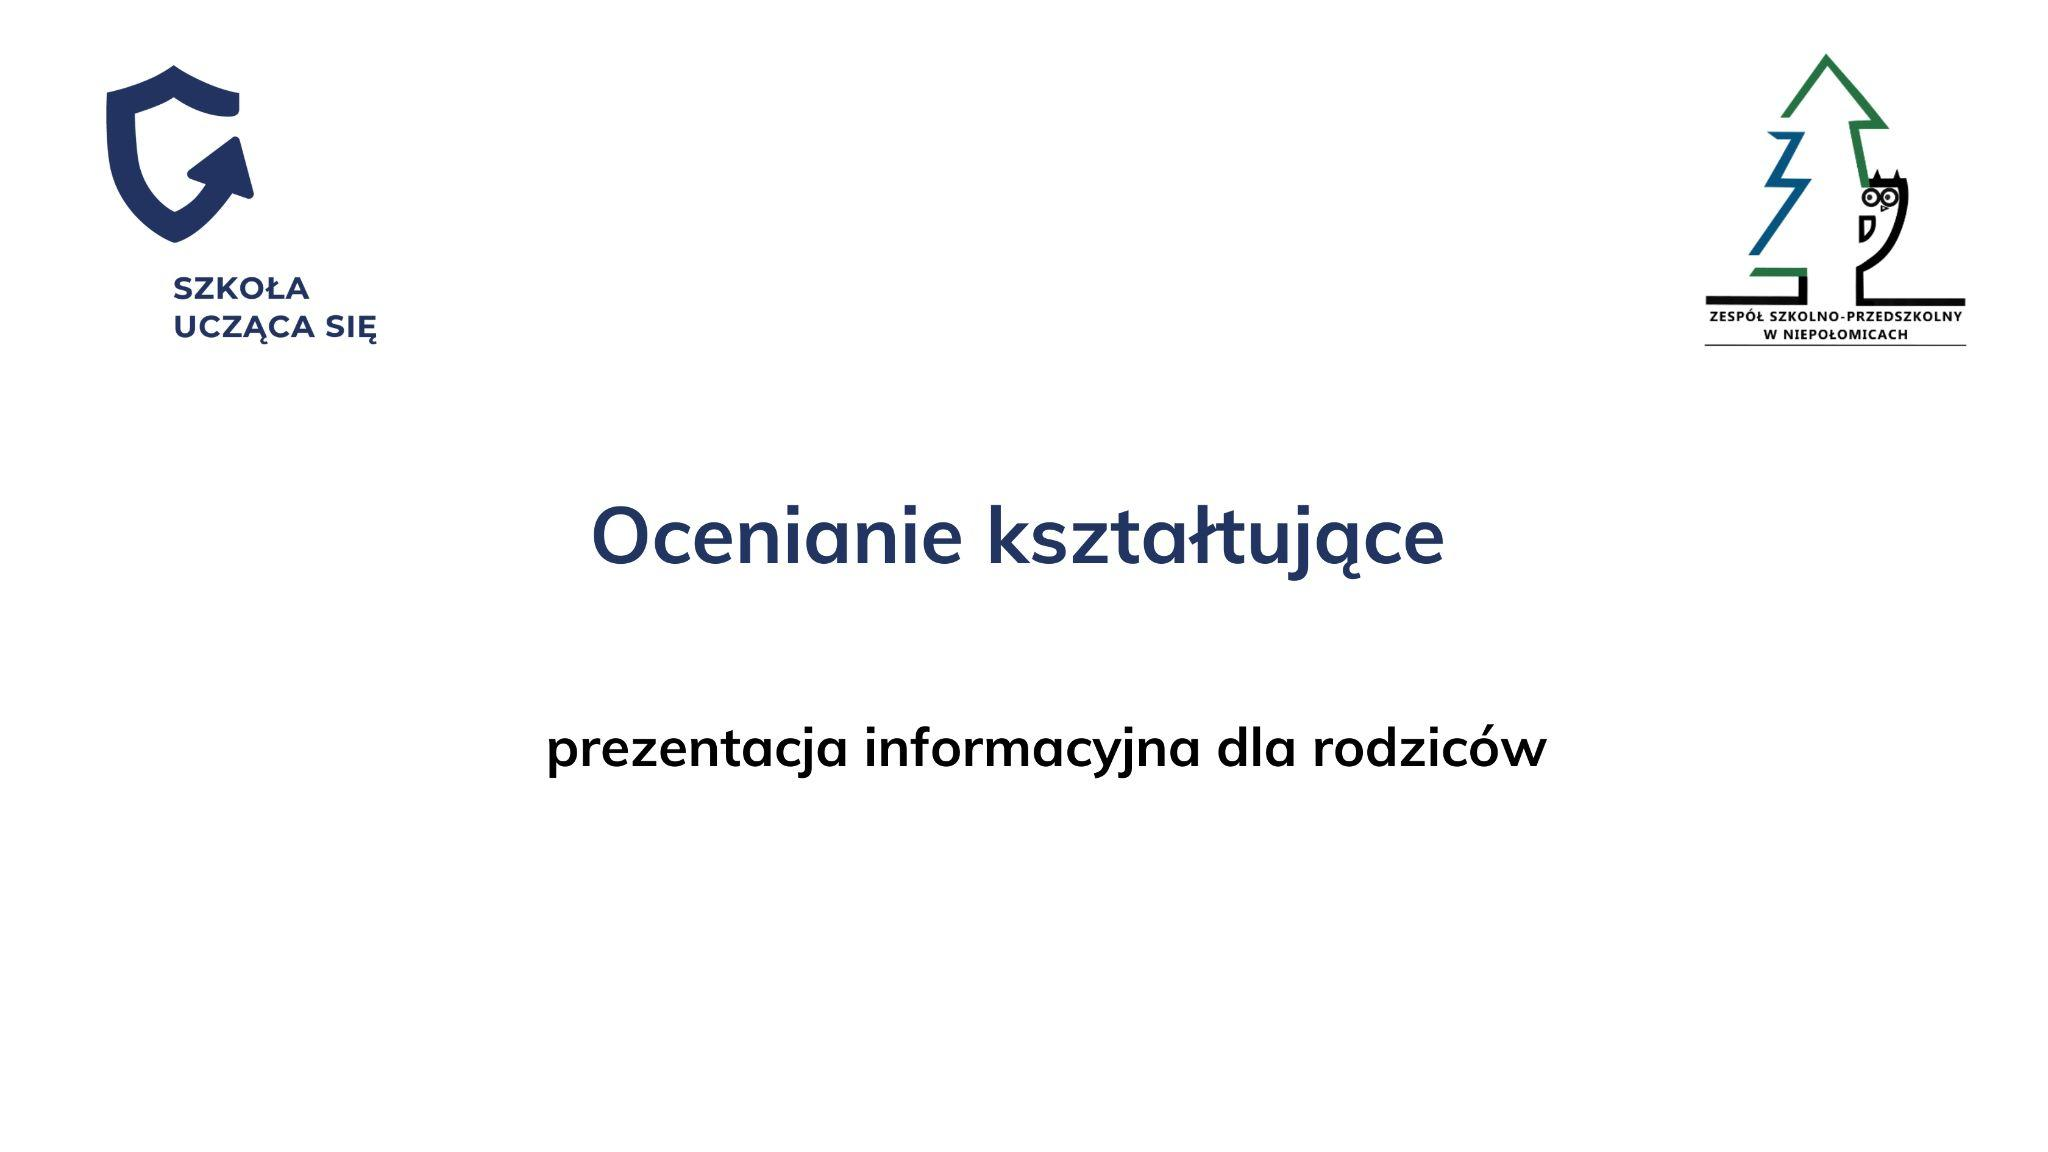 SZKOŁA
UCZĄCA SIĘ
ZESPÓŁ SZKOLNO-PRZEDSZKOLNY
W NIEPOŁOMICACH
Ocenianie kształtujące
prezentacja informacyjna dla rodziców